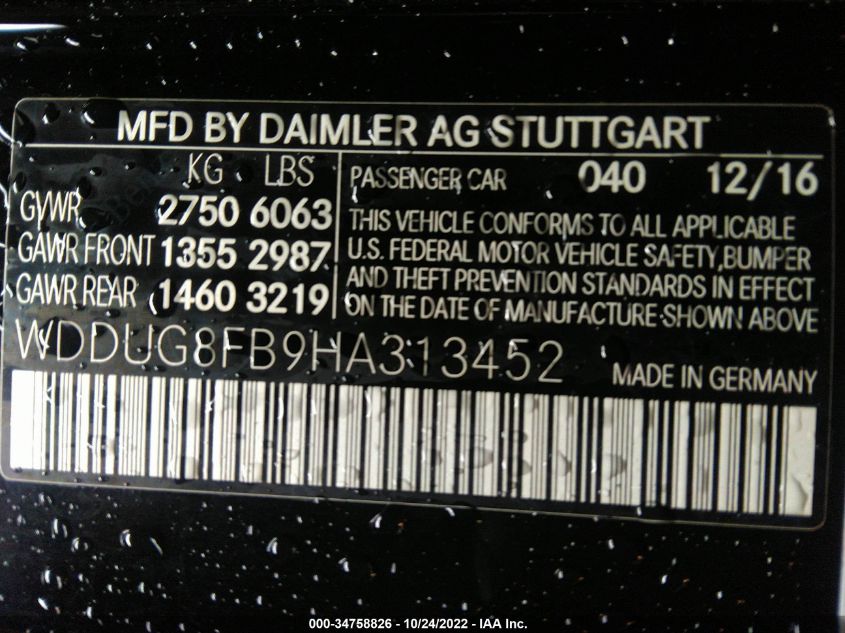 MFD BY DAIMLER AG STUTTGART
KG LBS
GVWR 2750 6063
GAWR FRONT 1355 2987
GAWR REAR 1460 3219
PASSENGER CAR 040 12/16
THIS VEHICLE CONFORMS TO ALL APPLICABLE
U.S. FEDERAL MOTOR VEHICLE SAFETY, BUMPER
AND THEFT PREVENTION STANDARDS IN EFFECT
ON THE DATE OF MANUFACTURE SHOWN ABOVE
WDDUG8FB9HA313452
MADE IN GERMANY
000-34758826 - 10/24/2022 - IAA Inc.